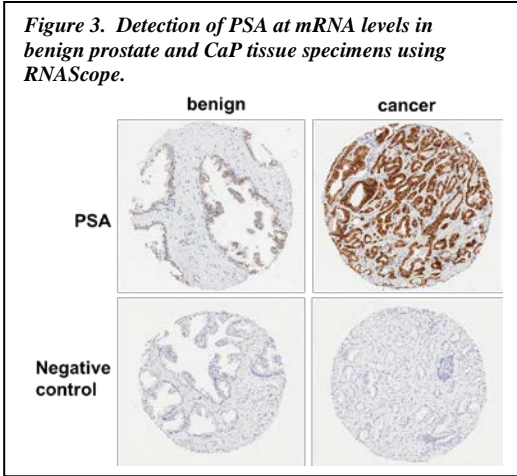 Figure 3. Detection of PSA at mRNA levels in
benign prostate and CaP tissue specimens using
RNAScope.
benign cancer
PSA
Negative
control